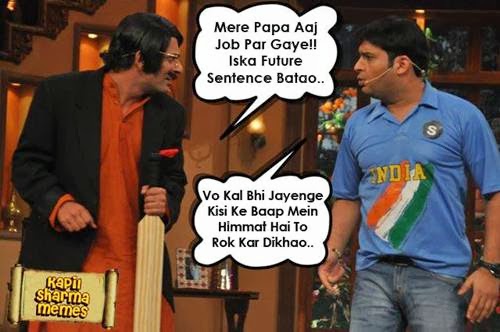 Mere Papa Aaj
Job Par Gaye!!
Iska Future
Sentence Batao..
S
INDIA
Vo Kal Bhi Jayenge
Kisi Ke Baap Mein
Himmat Hai To
Rok Kar Dikhao..
Kapil
Sharma
Memes